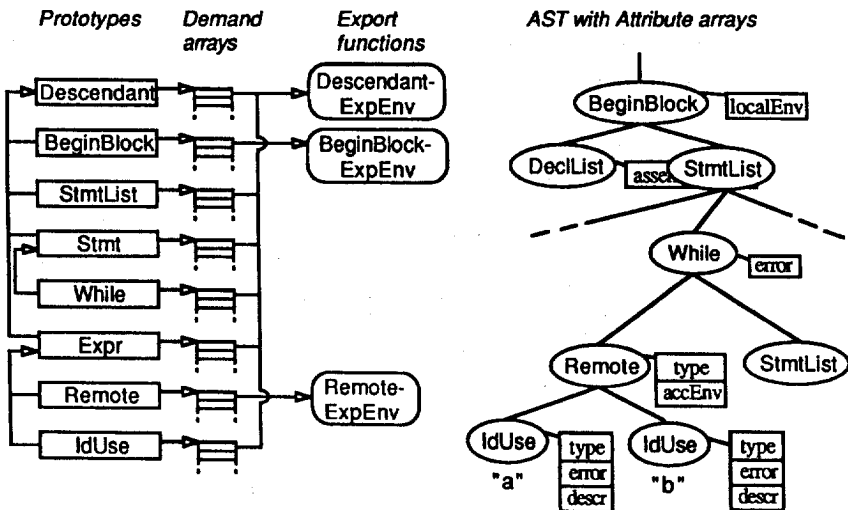 Prototypes
Demand arrays
Export functions
AST with Attribute arrays
Descendant
BeginBlock
StmtList
Stmt
While
Expr
Remote
IdUse
Descendant-
ExpEnv
BeginBlock-
ExpEnv
Remote-
ExpEnv
BeginBlock
localEnv
DeclList
StmtList
While
error
Remote
type
accEnv
StmtList
IdUse
type
error
descr
"a"
IdUse
type
error
descr
"b"